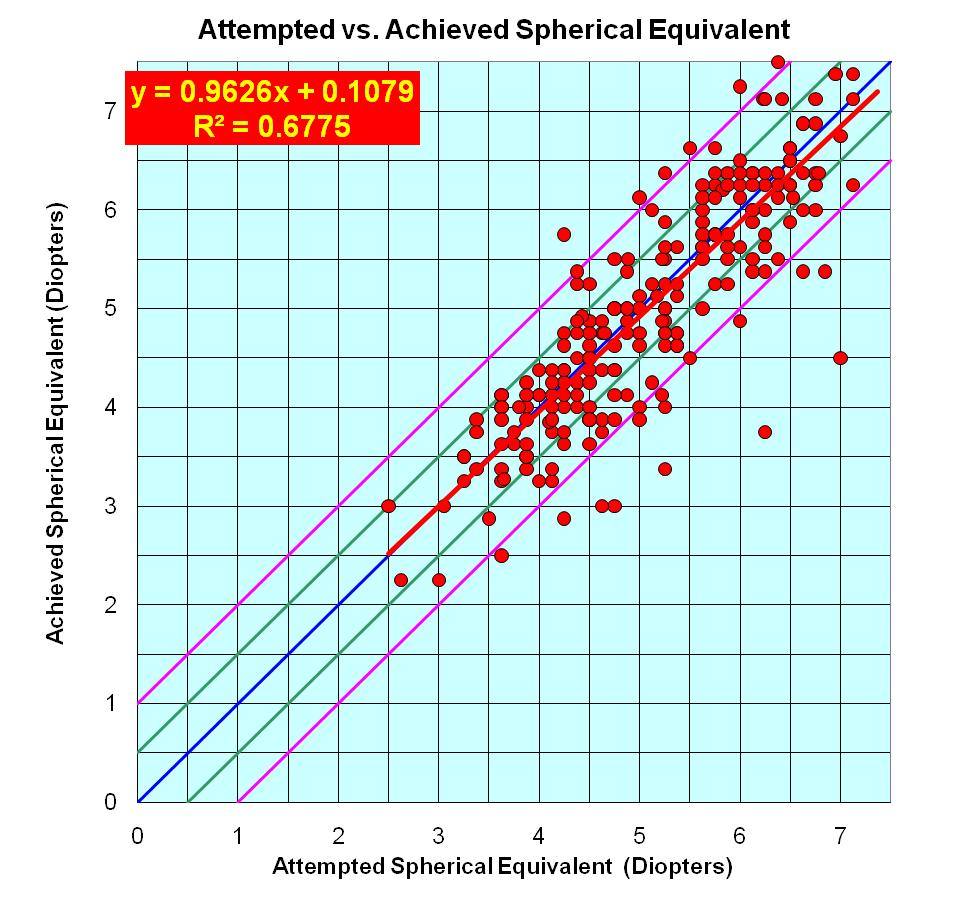 Attempted vs. Achieved Spherical Equivalent
y = 0.9626x + 0.1079
R² = 0.6775
7
6
5
4
3
2
1
0
Achieved Spherical Equivalent (Diopters)
0 1 2 3 4 5 6 7
Attempted Spherical Equivalent (Diopters)